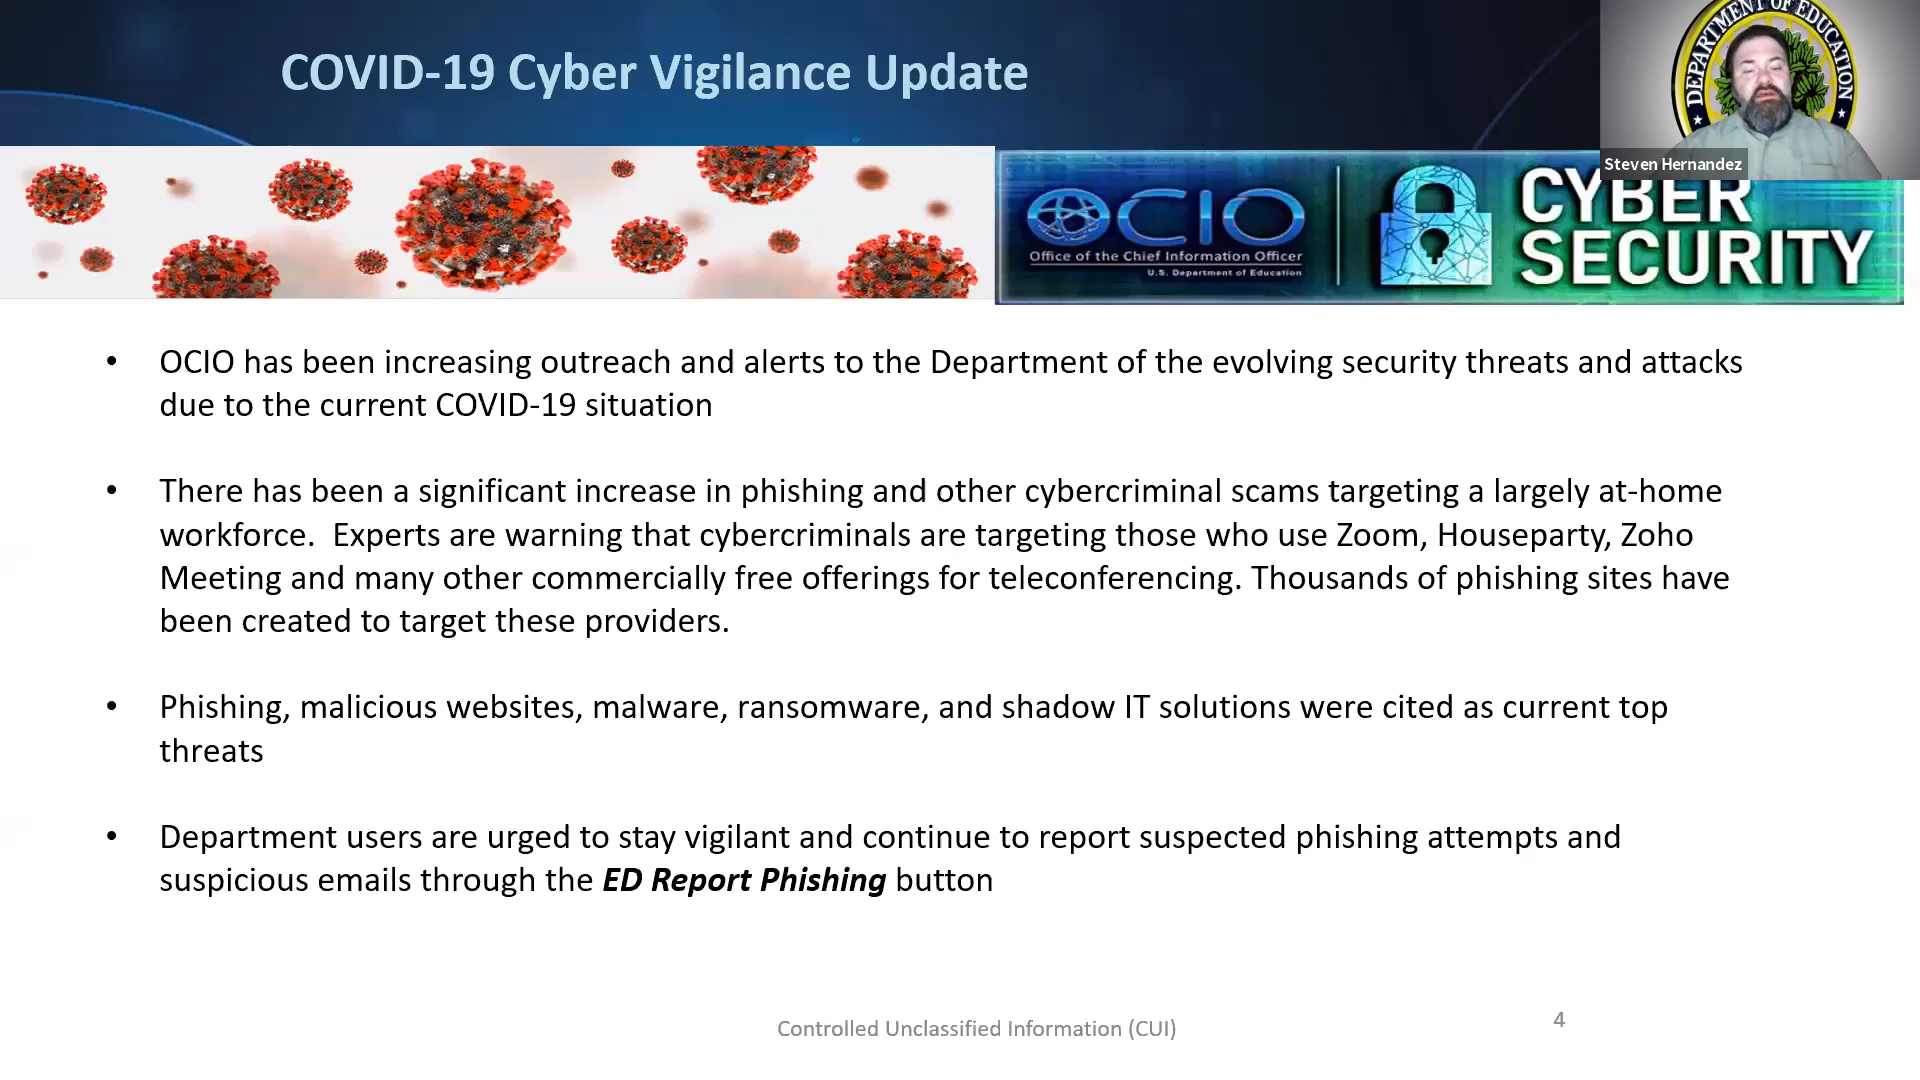 COVID-19 Cyber Vigilance Update
DEPARTMENT OF EDUCATION
Steven Hernandez
OCIO
Office of the Chief Information Officer
U.S. Department of Education
CYBER
SECURITY
• OCIO has been increasing outreach and alerts to the Department of the evolving security threats and attacks
due to the current COVID-19 situation
• There has been a significant increase in phishing and other cybercriminal scams targeting a largely at-home
workforce.  Experts are warning that cybercriminals are targeting those who use Zoom, Houseparty, Zoho
Meeting and many other commercially free offerings for teleconferencing. Thousands of phishing sites have
been created to target these providers.
• Phishing, malicious websites, malware, ransomware, and shadow IT solutions were cited as current top
threats
• Department users are urged to stay vigilant and continue to report suspected phishing attempts and
suspicious emails through the ED Report Phishing button
Controlled Unclassified Information (CUI)
4